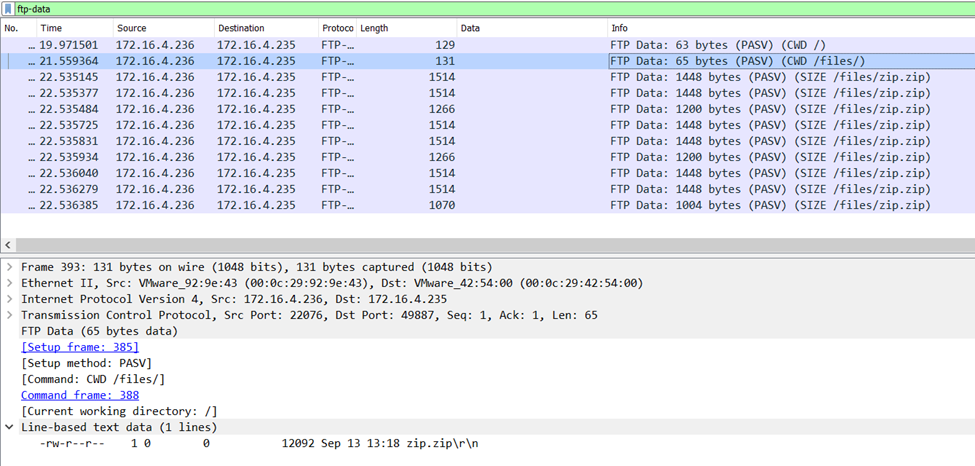 ftp-data
No. Time Source Destination Protoco Length Data Info
... 19.971501 172.16.4.236 172.16.4.235 FTP-... 129 FTP Data: 63 bytes (PASV) (CWD /)
... 21.559364 172.16.4.236 172.16.4.235 FTP-... 131 FTP Data: 65 bytes (PASV) (CWD /files/)
... 22.535145 172.16.4.236 172.16.4.235 FTP-... 1514 FTP Data: 1448 bytes (PASV) (SIZE /files/zip.zip)
... 22.535377 172.16.4.236 172.16.4.235 FTP-... 1514 FTP Data: 1448 bytes (PASV) (SIZE /files/zip.zip)
... 22.535484 172.16.4.236 172.16.4.235 FTP-... 1266 FTP Data: 1200 bytes (PASV) (SIZE /files/zip.zip)
... 22.535725 172.16.4.236 172.16.4.235 FTP-... 1514 FTP Data: 1448 bytes (PASV) (SIZE /files/zip.zip)
... 22.535831 172.16.4.236 172.16.4.235 FTP-... 1514 FTP Data: 1448 bytes (PASV) (SIZE /files/zip.zip)
... 22.535934 172.16.4.236 172.16.4.235 FTP-... 1266 FTP Data: 1200 bytes (PASV) (SIZE /files/zip.zip)
... 22.536040 172.16.4.236 172.16.4.235 FTP-... 1514 FTP Data: 1448 bytes (PASV) (SIZE /files/zip.zip)
... 22.536279 172.16.4.236 172.16.4.235 FTP-... 1514 FTP Data: 1448 bytes (PASV) (SIZE /files/zip.zip)
... 22.536385 172.16.4.236 172.16.4.235 FTP-... 1070 FTP Data: 1004 bytes (PASV) (SIZE /files/zip.zip)
Frame 393: 131 bytes on wire (1048 bits), 131 bytes captured (1048 bits)
Ethernet II, Src: VMware_92:9e:43 (00:0c:29:92:9e:43), Dst: VMware_42:54:00 (00:0c:29:42:54:00)
Internet Protocol Version 4, Src: 172.16.4.236, Dst: 172.16.4.235
Transmission Control Protocol, Src Port: 22076, Dst Port: 49887, Seq: 1, Ack: 1, Len: 65
FTP Data (65 bytes data)
[Setup frame: 385]
[Setup method: PASV]
[Command: CWD /files/]
Command frame: 388
[Current working directory: /]
Line-based text data (1 lines)
-rw-r--r-- 1 0 0 12092 Sep 13 13:18 zip.zip\r\n